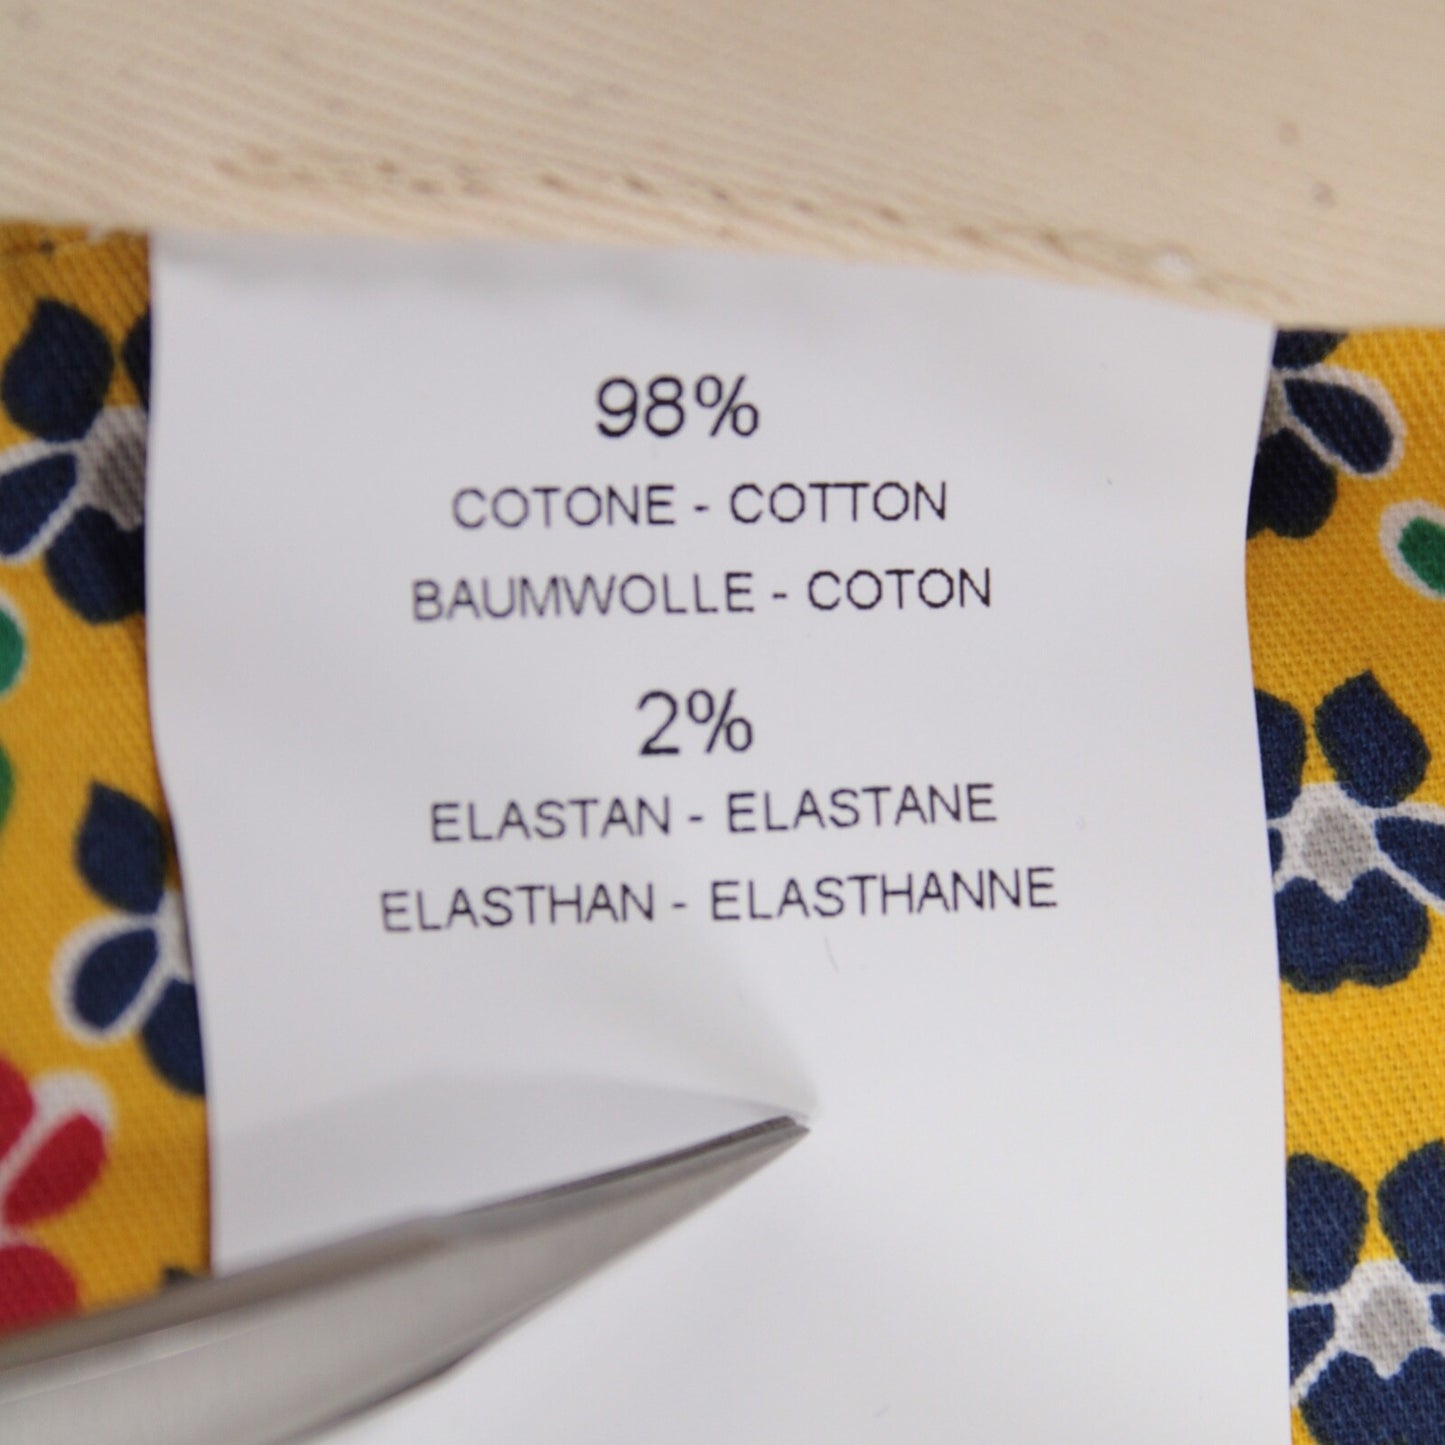 98%
COTONE - COTTON
BAUMWOLLE - COTON
2%
ELASTAN - ELASTANE
ELASTHAN - ELASTHANNE